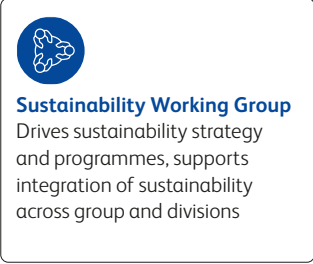 Sustainability Working Group
Drives sustainability strategy
and programmes, supports
integration of sustainability
across group and divisions